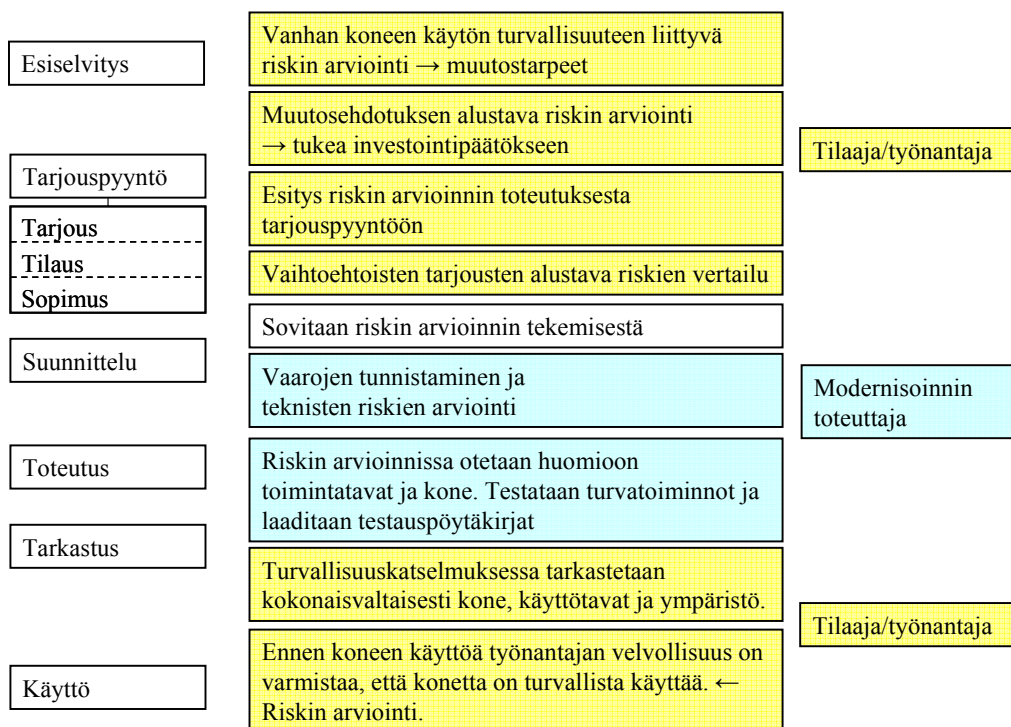 Esiselvitys
Vanhan koneen käytön turvallisuuteen liittyvä
riskin arviointi → muutostarpeet
Muutosehdotuksen alustava riskin arviointi
→ tukea investointipäätökseen
Tilaaja/työnantaja
Tarjouspyyntö
Esitys riskin arvioinnin toteutuksesta
tarjouspyyntöön
Tarjous
Tilaus
Sopimus
Vaihtoehtoisten tarjousten alustava riskien vertailu
Sovitaan riskin arvioinnin tekemisestä
Suunnittelu
Vaarojen tunnistaminen ja
teknisten riskien arviointi
Modernisoinnin
toteuttaja
Toteutus
Riskin arvioinnissa otetaan huomioon
toimintatavat ja kone. Testataan turvatoiminnot ja
laaditaan testauspöytäkirjat
Tarkastus
Turvallisuuskatselmuksessa tarkastetaan
kokonaisvaltaisesti kone, käyttötavat ja ympäristö.
Tilaaja/työnantaja
Käyttö
Ennen koneen käyttöä työnantajan velvollisuus on
varmistaa, että konetta on turvallista käyttää. ←
Riskin arviointi.